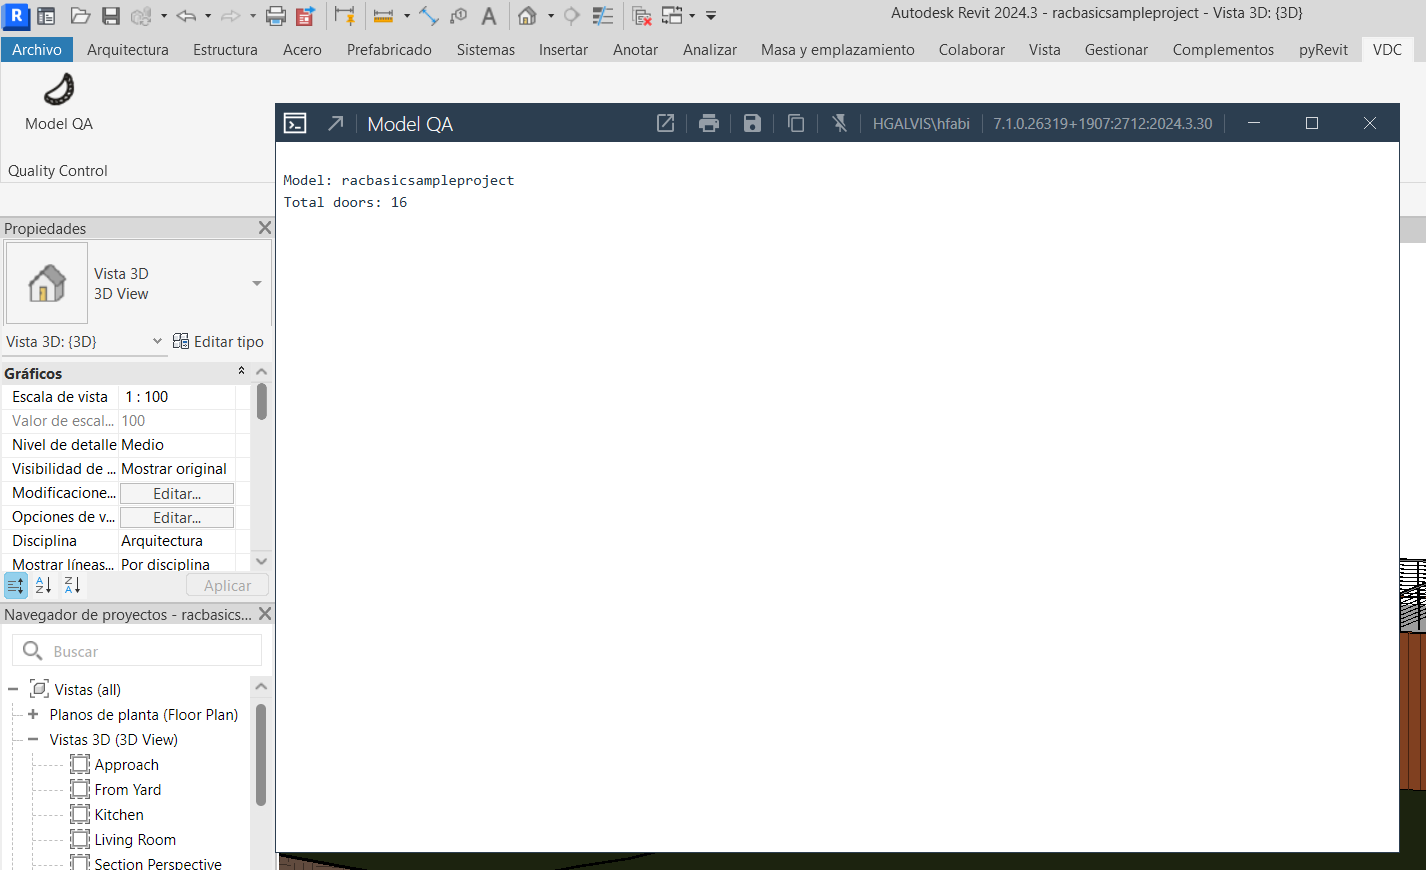 Autodesk Revit 2024.3 - racbasicsampleproject - Vista 3D: {3D}
Archivo Arquitectura Estructura Acero Prefabricado Sistemas Insertar Anotar Analizar Masa y emplazamiento Colaborar Vista Gestionar Complementos pyRevit VDC
Model QA
Quality Control
Model QA HGALVIS\hfabi 7.1.0.26319+1907:2712:2024.3.30
Model: racbasicsampleproject
Total doors: 16
Propiedades
Vista 3D
3D View
Vista 3D: {3D} Editar tipo
Gráficos
Escala de vista 1 : 100
Valor de escal... 100
Nivel de detalle Medio
Visibilidad de ... Mostrar original
Modificacione... Editar...
Opciones de v... Editar...
Disciplina Arquitectura
Mostrar líneas... Por disciplina
Aplicar
Navegador de proyectos - racbasics...
Buscar
Vistas (all)
Planos de planta (Floor Plan)
Vistas 3D (3D View)
Approach
From Yard
Kitchen
Living Room
Section Perspective